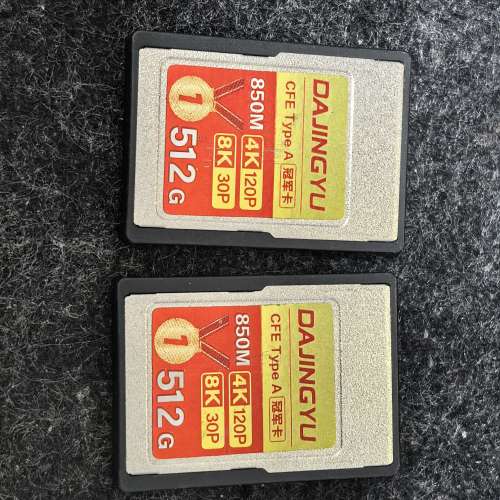 DAJINGYU
CFE Type A 冠军卡
850M
4K 120P
8K 30P
1
512G
DAJINGYU
CFE Type A 冠军卡
850M
4K 120P
8K 30P
1
512G